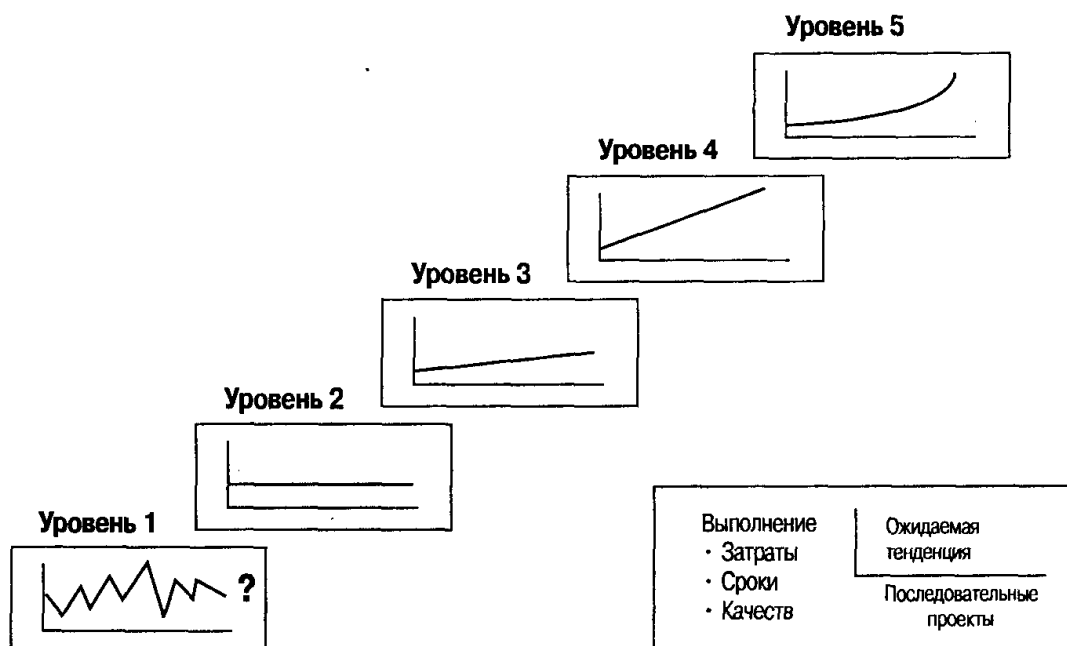 Уровень 5
Уровень 4
Уровень 3
Уровень 2
Уровень 1
?
Выполнение
· Затраты
· Сроки
· Качеств
Ожидаемая
тенденция
Последовательные
проекты